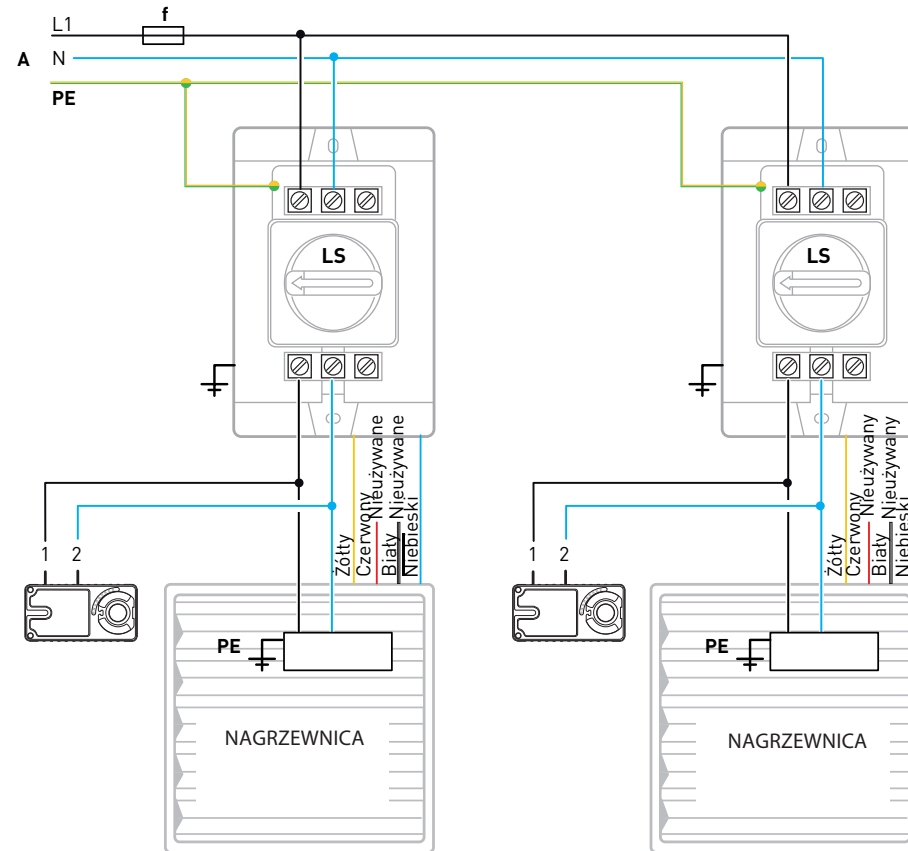 f
L1
A N
PE
LS
LS
Żółty
Czerwony
Nieużywane
Biały
Nieużywane
Niebieski
Żółty
Czerwony
Nieużywany
Biały
Nieużywany
Niebieski
1 2
1 2
PE
PE
NAGRZEWNICA
NAGRZEWNICA